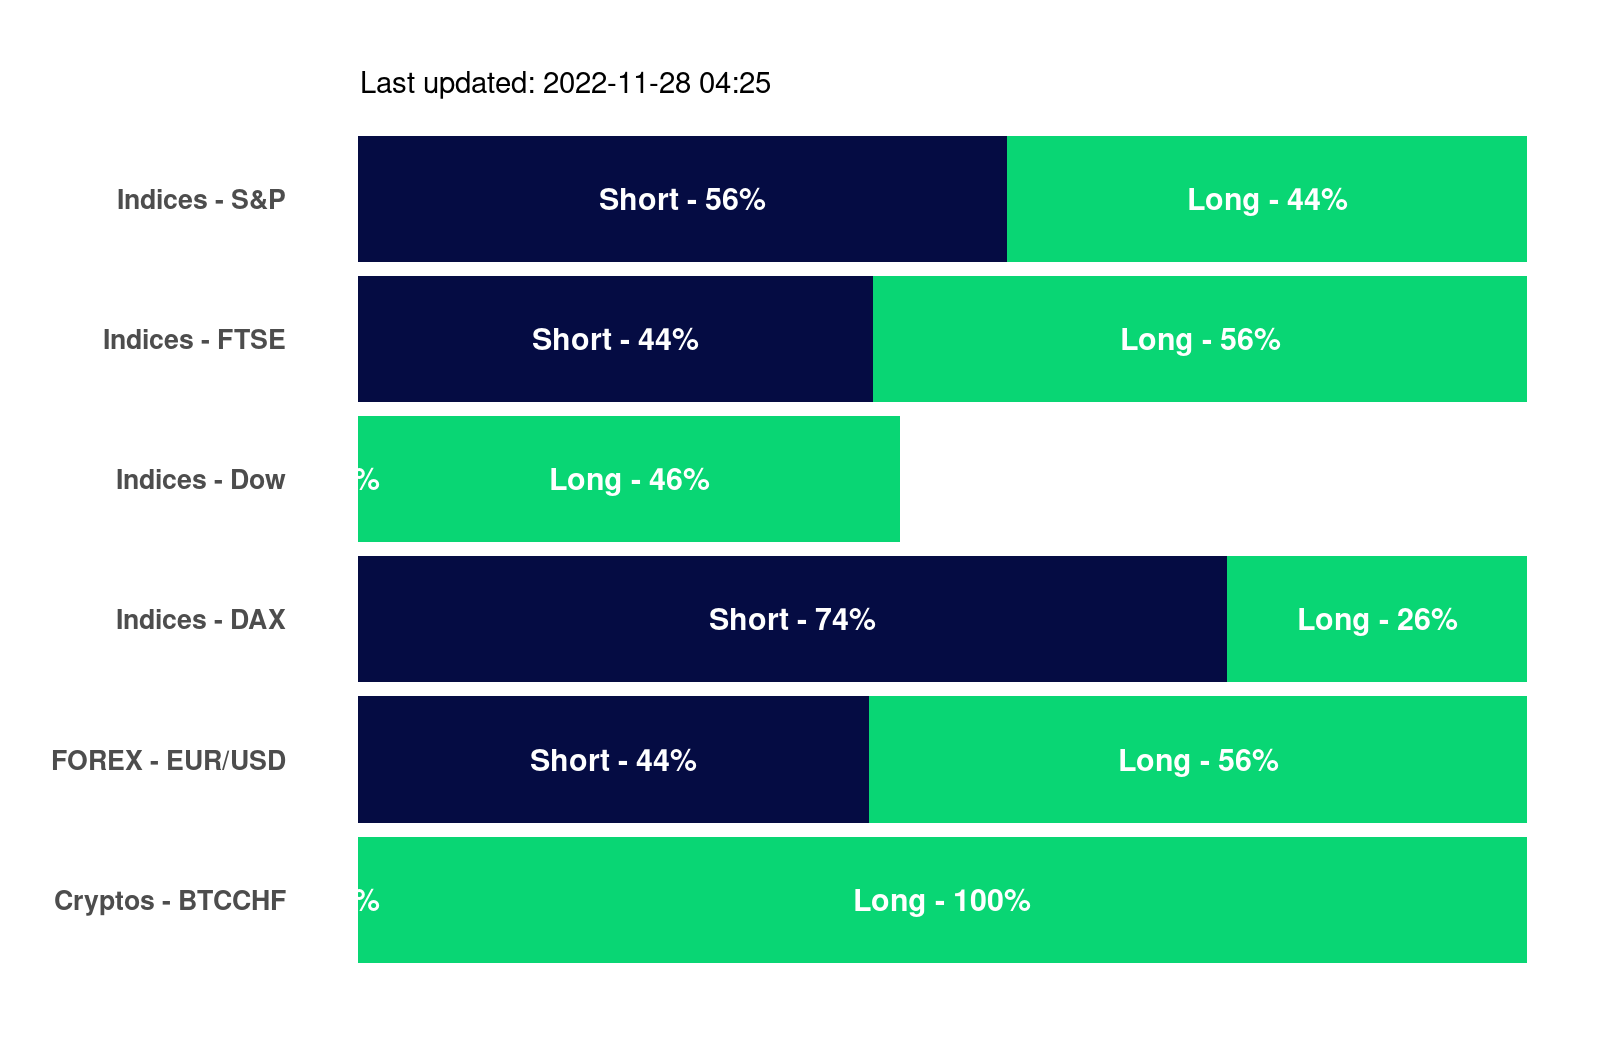 Last updated: 2022-11-28 04:25
Indices - S&P Short - 56% Long - 44%
Indices - FTSE Short - 44% Long - 56%
Indices - Dow % Long - 46%
Indices - DAX Short - 74% Long - 26%
FOREX - EUR/USD Short - 44% Long - 56%
Cryptos - BTCCHF % Long - 100%